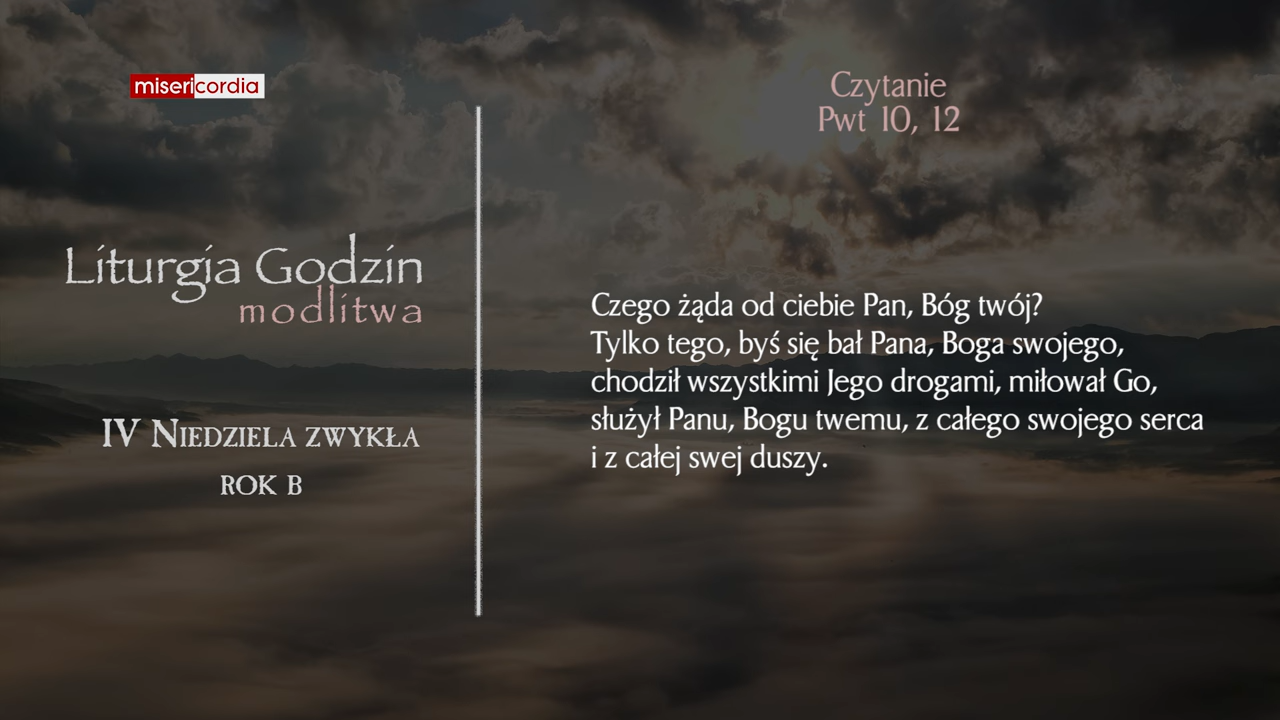 misericordia
Liturgia Godzin
modlitwa
IV Niedziela zwykła
rok B
Czytanie
Pwt 10, 12
Czego żąda od ciebie Pan, Bóg twój?
Tylko tego, byś się bał Pana, Boga swojego,
chodził wszystkimi Jego drogami, miłował Go,
służył Panu, Bogu twemu, z całego swojego serca
i z całej swej duszy.